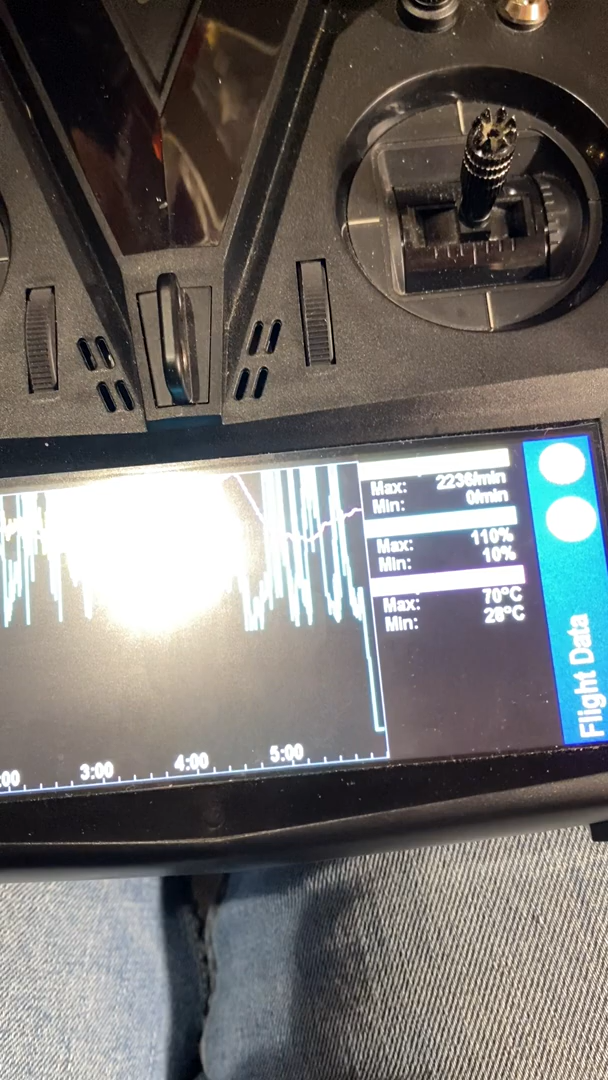 Flight Data
Max: 2236/min
Min: 0/min
Max: 110%
Min: 10%
Max: 70°C
Min: 28°C
:00 3:00 4:00 5:00